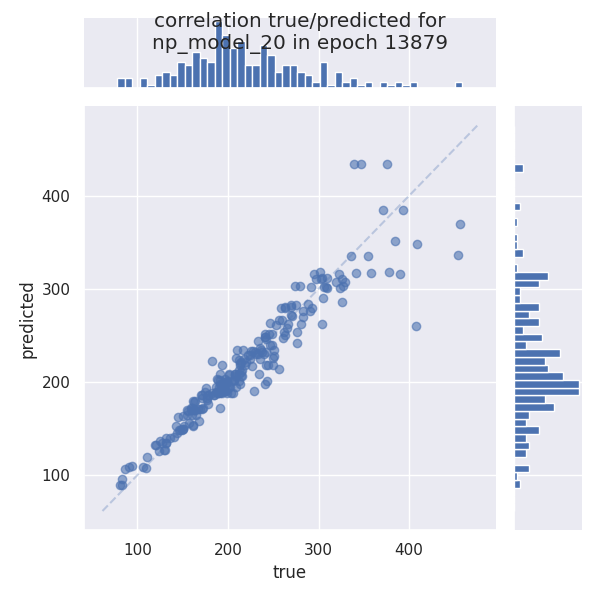 correlation true/predicted for
np_model_20 in epoch 13879
400
300
200
100
predicted
100 200 300 400
true